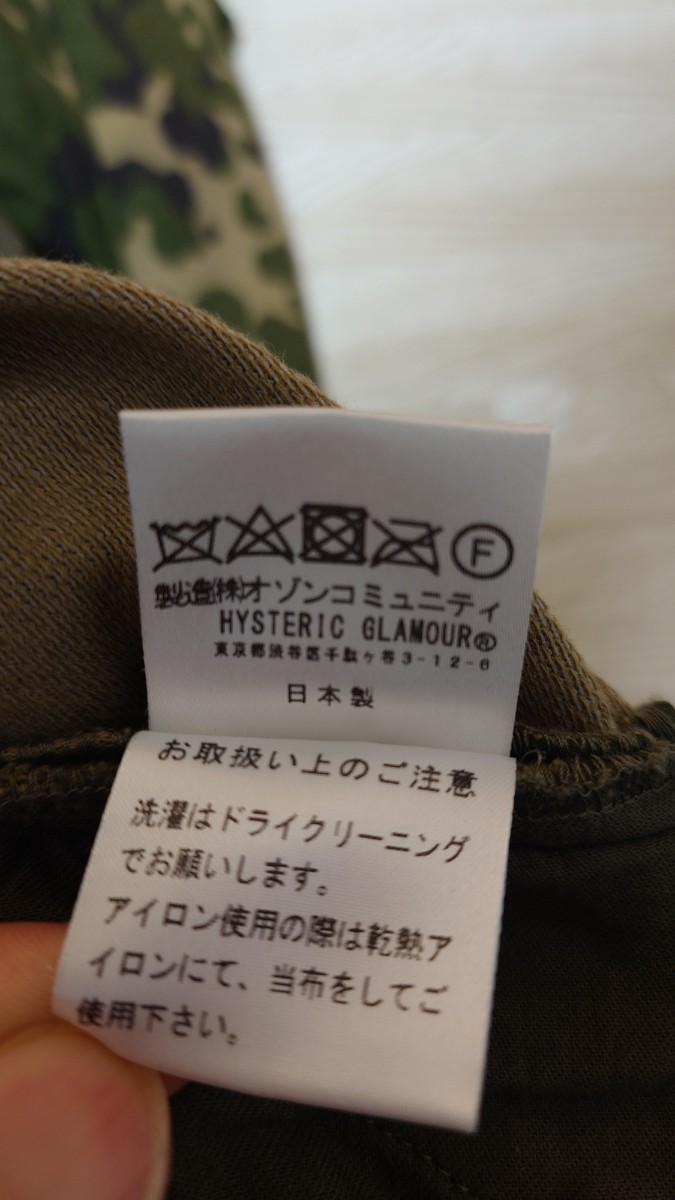 F
製造(株)オゾンコミュニティ
HYSTERIC GLAMOUR®
東京都渋谷区千駄ヶ谷3-12-6
日本製
お取扱い上のご注意
洗濯はドライクリーニング
でお願いします。
アイロン使用の際は乾熱ア
イロンにて、当布をしてご
使用下さい。